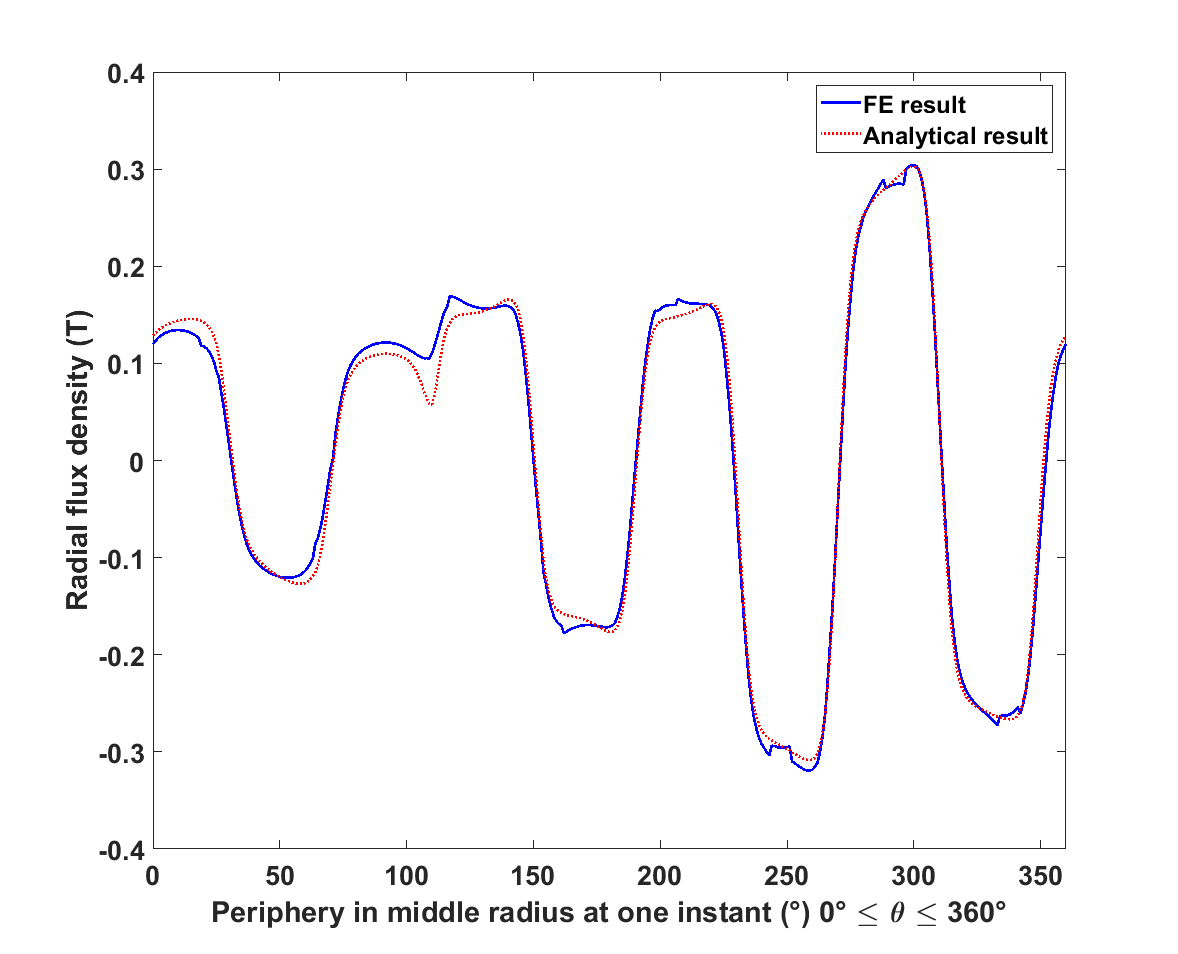 FE result
Analytical result
0.4
0.3
0.2
0.1
0
-0.1
-0.2
-0.3
-0.4
Radial flux density (T)
0 50 100 150 200 250 300 350
Periphery in middle radius at one instant (°) 0° ≤ θ ≤ 360°